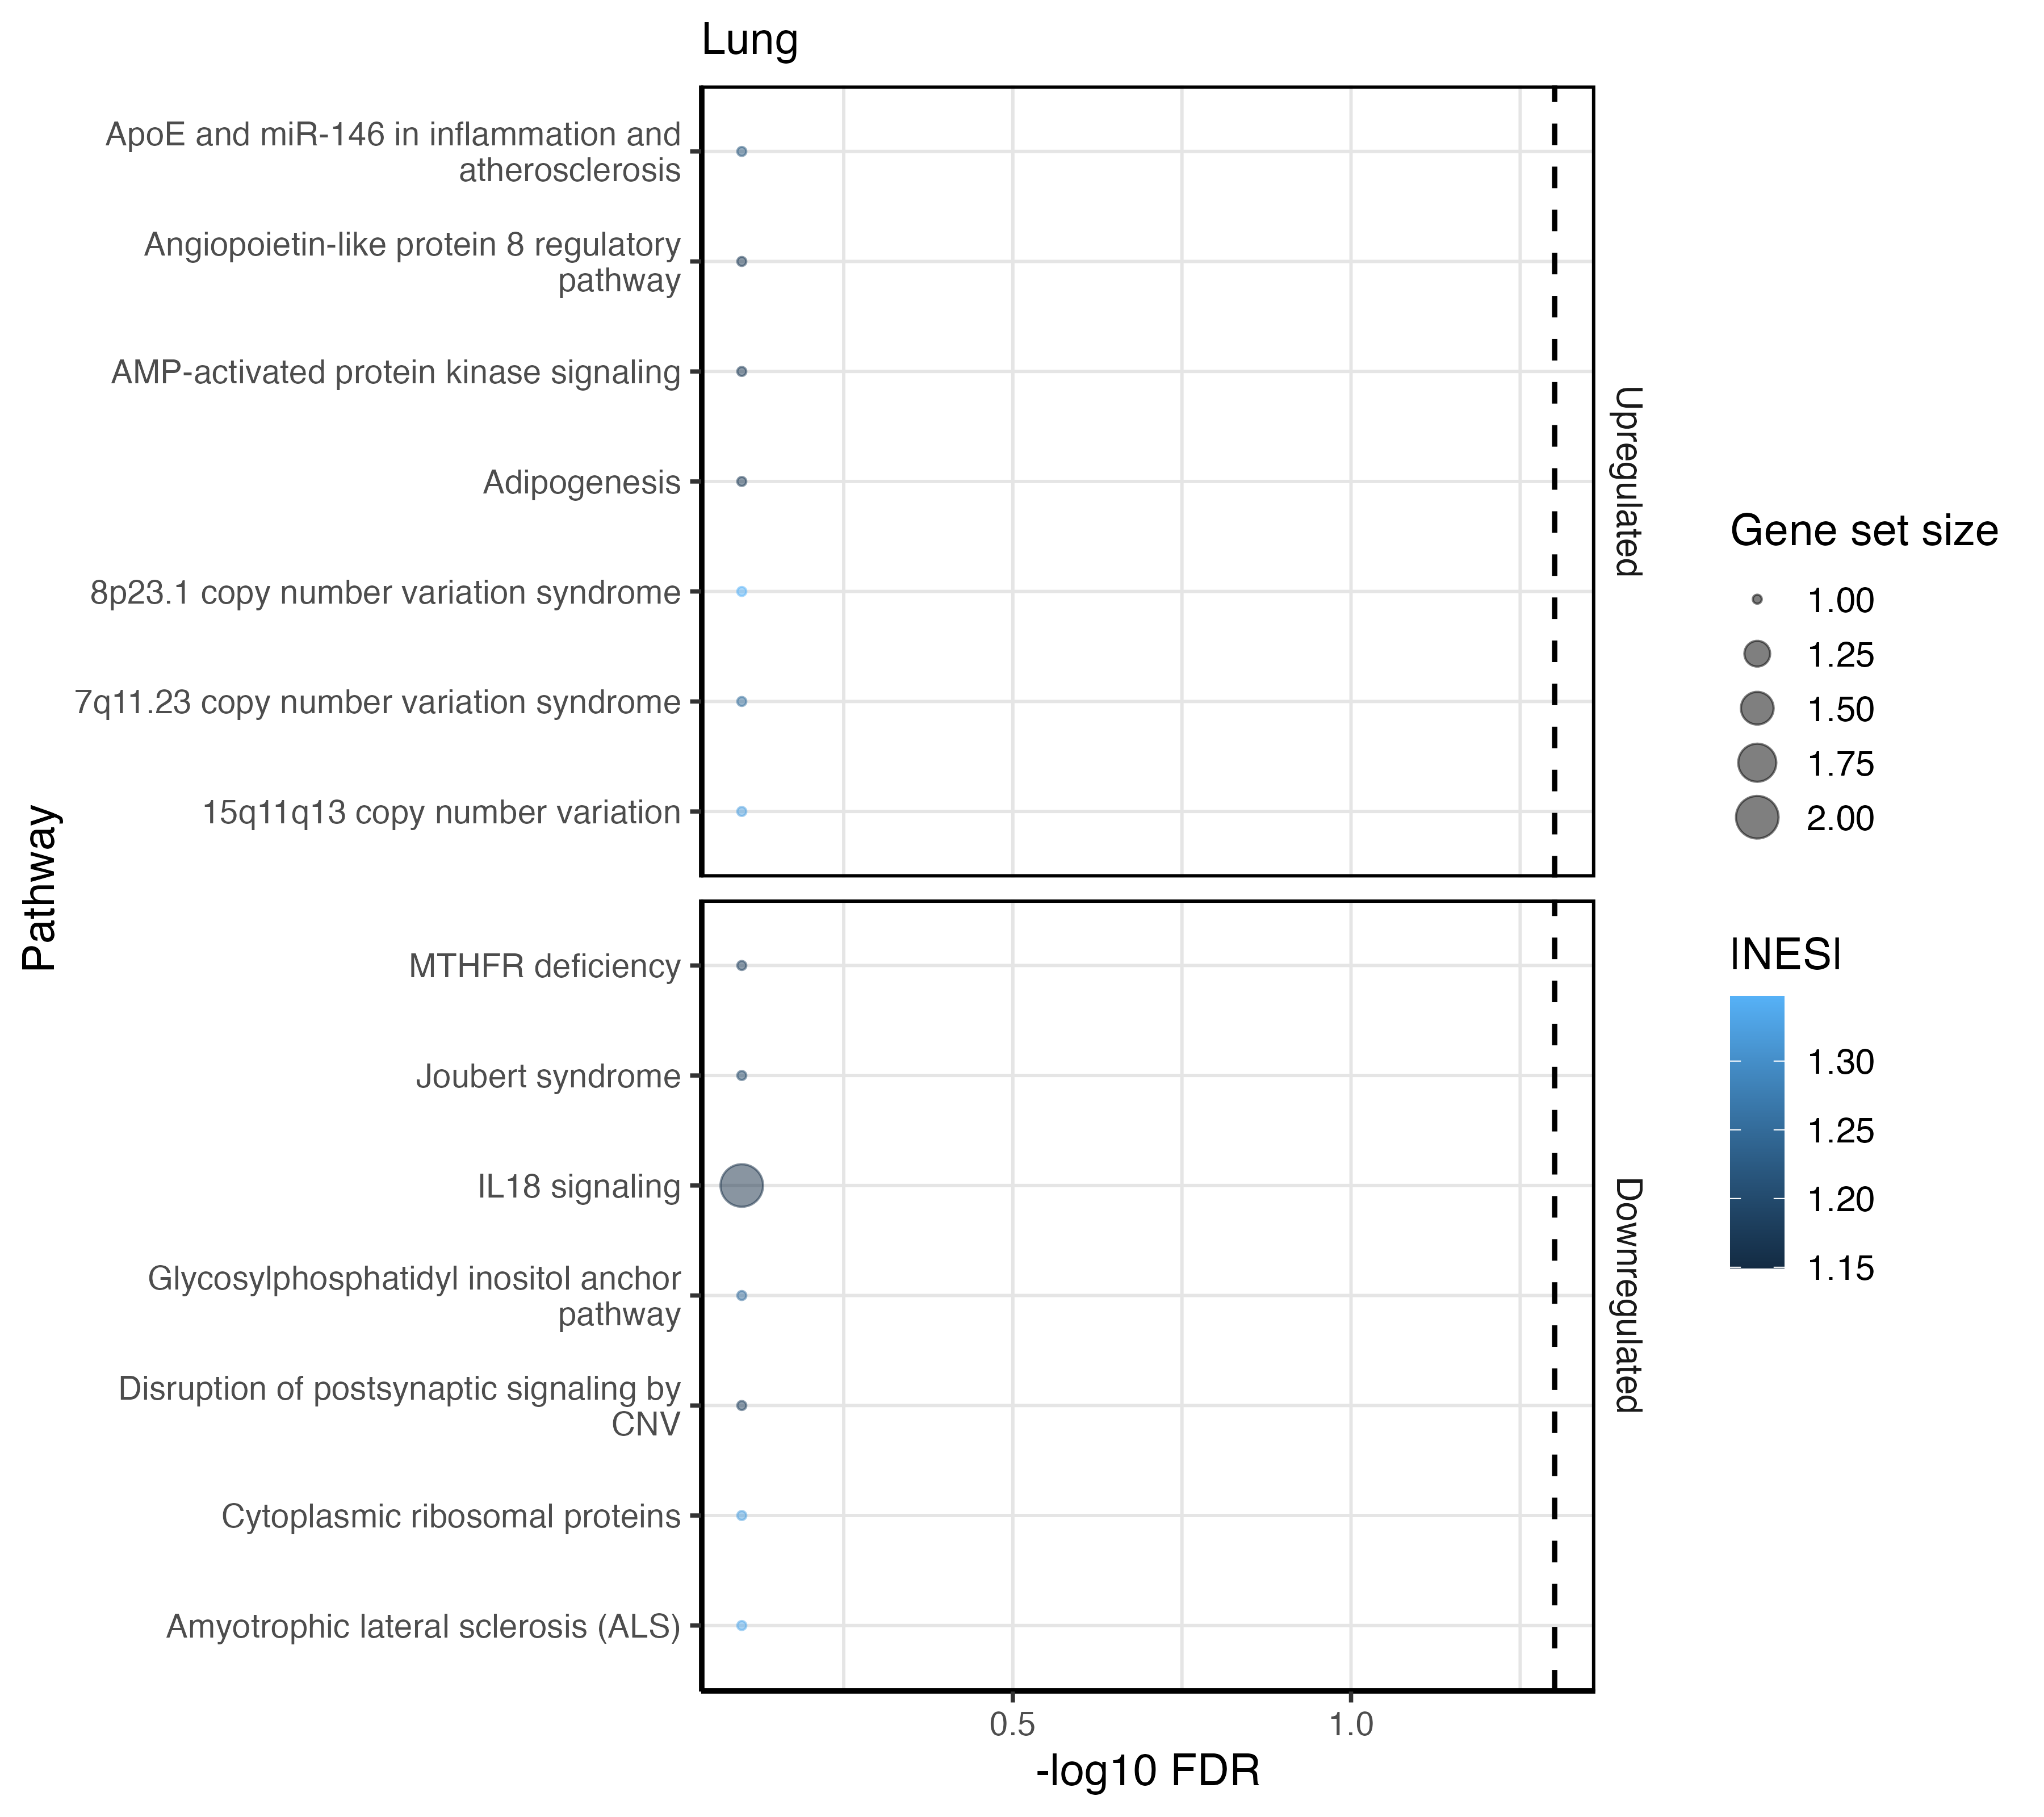 Lung
ApoE and miR-146 in inflammation and
atherosclerosis
Angiopoietin-like protein 8 regulatory
pathway
AMP-activated protein kinase signaling
Adipogenesis
8p23.1 copy number variation syndrome
7q11.23 copy number variation syndrome
15q11q13 copy number variation
Upregulated
MTHFR deficiency
Joubert syndrome
IL18 signaling
Glycosylphosphatidyl inositol anchor
pathway
Disruption of postsynaptic signaling by
CNV
Cytoplasmic ribosomal proteins
Amyotrophic lateral sclerosis (ALS)
Downregulated
Pathway
0.5
1.0
-log10 FDR
Gene set size
1.00
1.25
1.50
1.75
2.00
|NES|
1.30
1.25
1.20
1.15